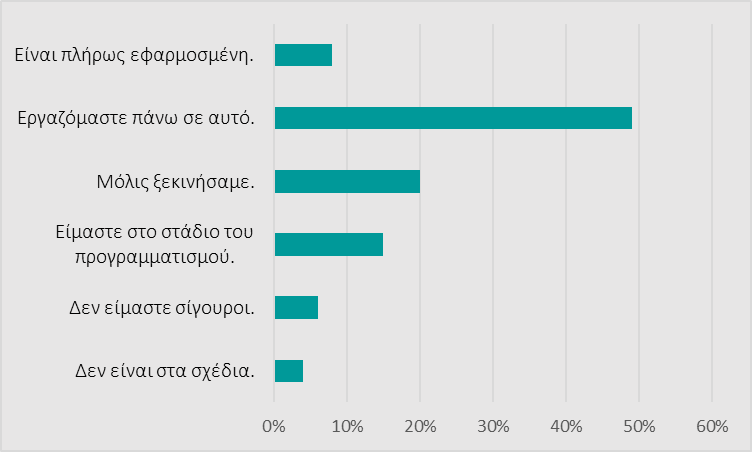 Είναι πλήρως εφαρμοσμένη.
Εργαζόμαστε πάνω σε αυτό.
Μόλις ξεκινήσαμε.
Είμαστε στο στάδιο του
προγραμματισμού.
Δεν είμαστε σίγουροι.
Δεν είναι στα σχέδια.
0% 10% 20% 30% 40% 50% 60%